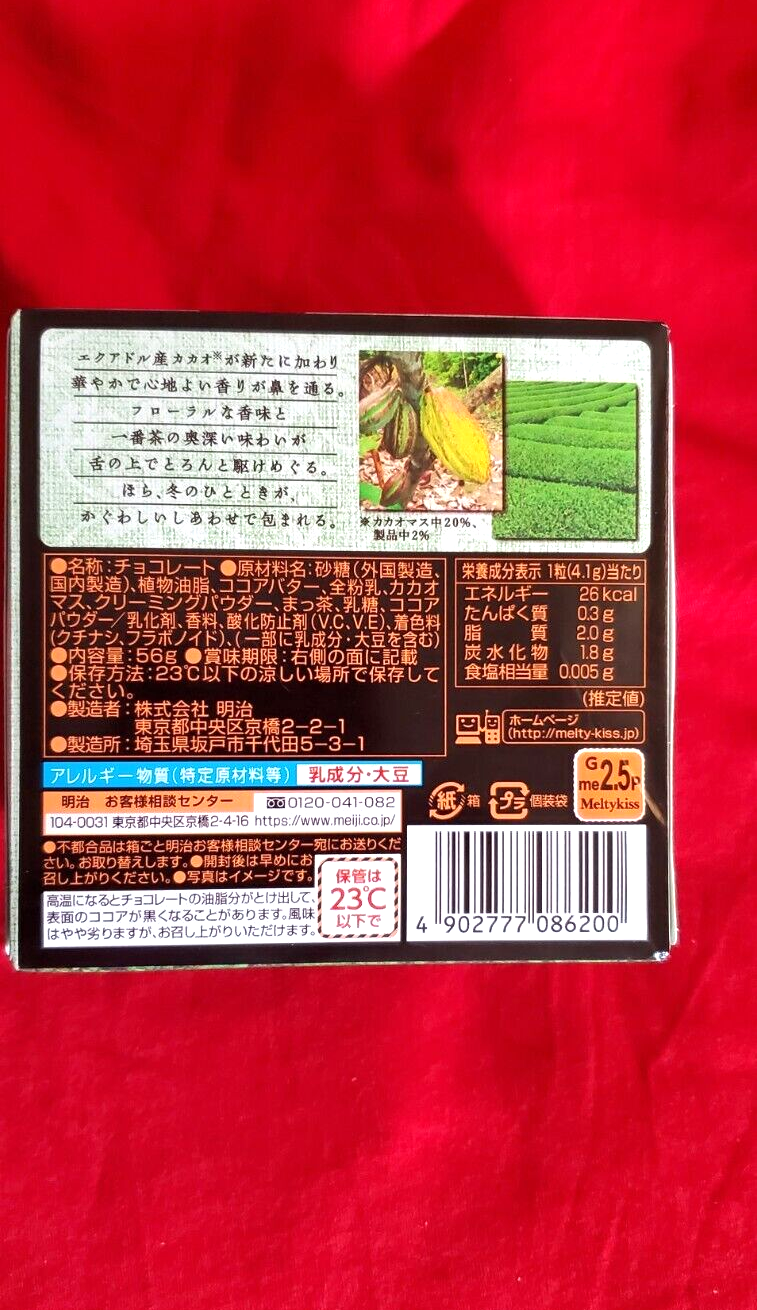 エクアドル産カカオ※が新たに加わり
華やかで心地よい香りが鼻を通る。
フローラルな香味と
一番茶の奥深い味わいが
舌の上でとろんと駆けめぐる。
ほら、冬のひとときが、
かぐわしいしあわせで包まれる。
※カカオマス中20%、
製品中2%
●名称:チョコレート ●原材料名:砂糖(外国製造、
国内製造)、植物油脂、ココアバター、全粉乳、カカオ
マス、クリーミングパウダー、まっ茶、乳糖、ココア
パウダー/乳化剤、香料、酸化防止剤(V.C、V.E)、着色料
(クチナシ、フラボノイド)、(一部に乳成分・大豆を含む)
●内容量:56g ●賞味期限:右側の面に記載
●保存方法:23℃以下の涼しい場所で保存して
ください。
●製造者:株式会社 明治
東京都中央区京橋2-2-1
●製造所:埼玉県坂戸市千代田5-3-1
栄養成分表示 1粒(4.1g)当たり
エネルギー 26kcal
たんぱく質 0.3g
脂質 2.0g
炭水化物 1.8g
食塩相当量 0.005g
(推定値)
ホームページ
(http://melty-kiss.jp)
アレルギー物質(特定原材料等) 乳成分・大豆
明治 お客様相談センター 0120-041-082
104-0031 東京都中央区京橋2-4-16 https://www.meiji.co.jp/
紙 箱 プラ 個装袋
G
me2.5P
Meltykiss
●不都合品は箱ごと明治お客様相談センター宛にお送りくだ
さい。お取り替えします。●開封後は早めにお
召し上がりください。●写真はイメージです。
高温になるとチョコレートの油脂分がとけ出して、
表面のココアが黒くなることがあります。風味
はやや劣りますが、お召し上がりいただけます。
保管は
23℃
以下で
4 902777 086200